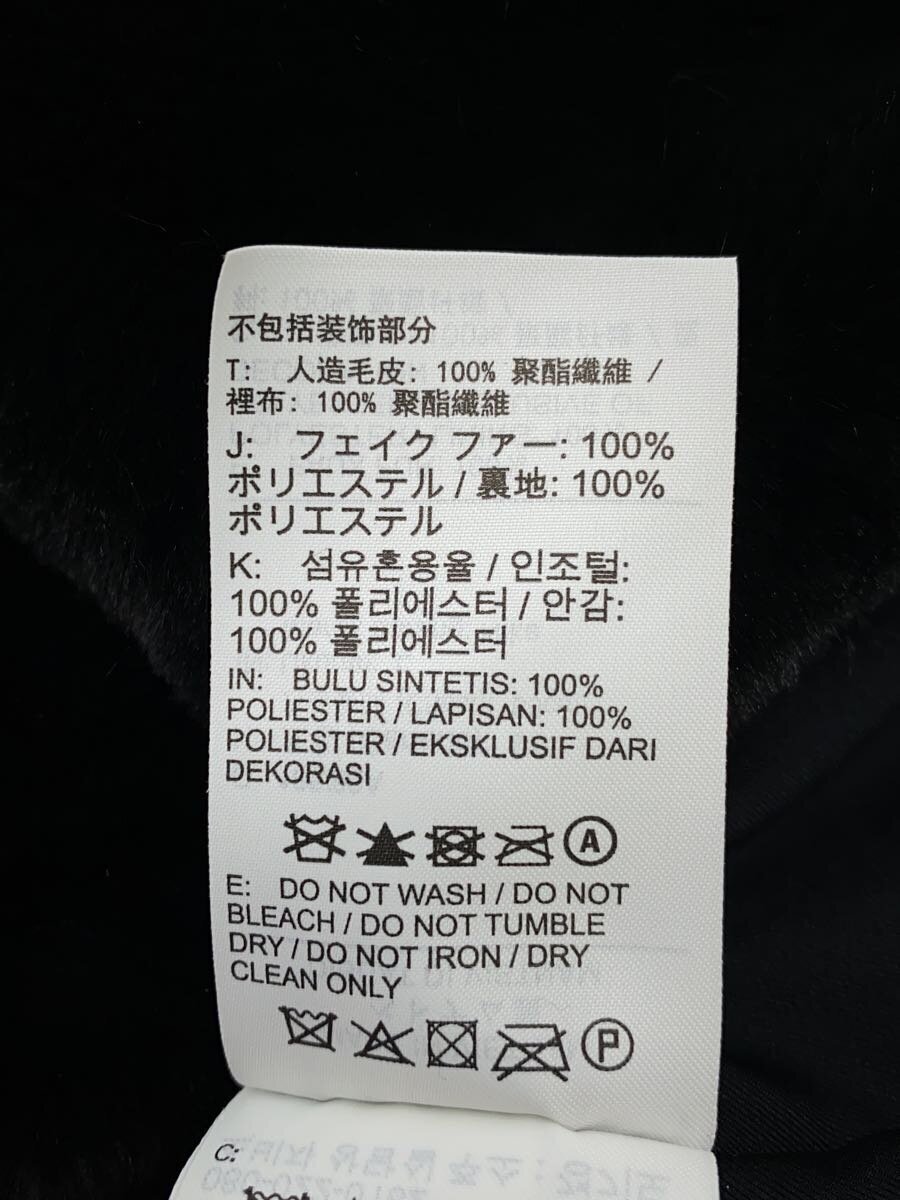 不包括装饰部分
T: 人造毛皮: 100% 聚酯纖維 /
裡布: 100% 聚酯纖維
J: フェイク ファー: 100%
ポリエステル / 裏地: 100%
ポリエステル
K: 섬유혼용율 / 인조털:
100% 폴리에스터 / 안감:
100% 폴리에스터
IN: BULU SINTETIS: 100%
POLIESTER / LAPISAN: 100%
POLIESTER / EKSKLUSIF DARI
DEKORASI
A
E: DO NOT WASH / DO NOT
BLEACH / DO NOT TUMBLE
DRY / DO NOT IRON / DRY
CLEAN ONLY
P
C: